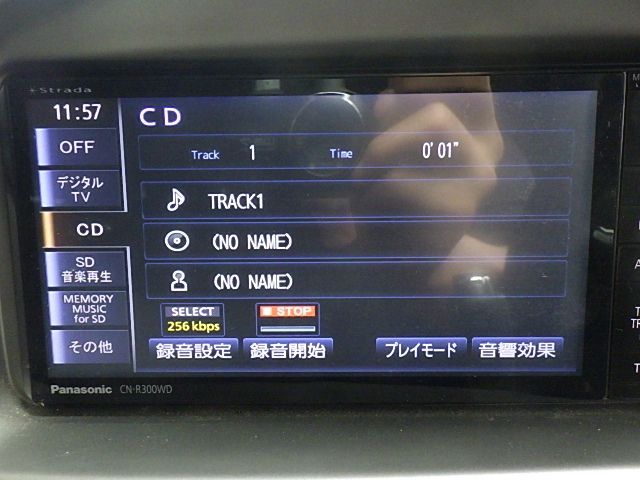 Strada
11:57
CD
OFF
Track 1 Time 0'01"
デジタル
TV
TRACK1
CD
(NO NAME)
SD
音楽再生
(NO NAME)
MEMORY
MUSIC
for SD
SELECT
256 kbps
STOP
その他
録音設定
録音開始
プレイモード
音響効果
Panasonic CN-R300WD